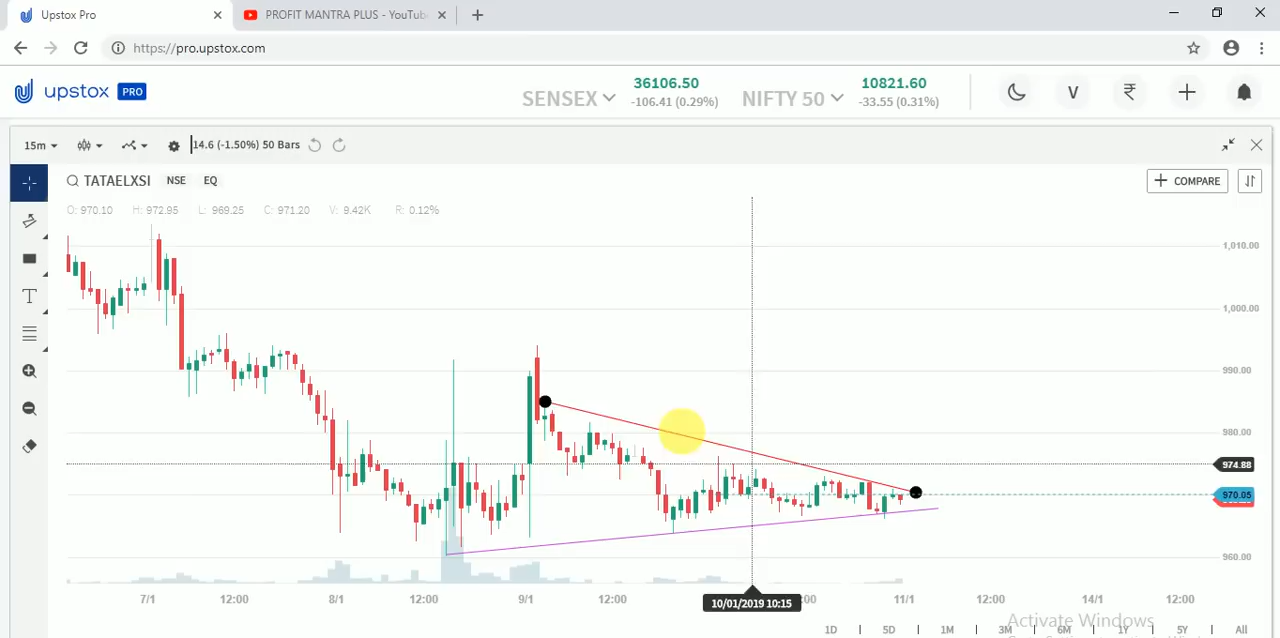 Upstox Pro
PROFIT MANTRA PLUS - YouTub
https://pro.upstox.com
upstox PRO
SENSEX 36106.50 -106.41 (0.29%)
NIFTY 50 10821.60 -33.55 (0.31%)
V
15m
14.6 (-1.50%) 50 Bars
TATAELXSI NSE EQ
COMPARE
O: 970.10 H: 972.95 L: 969.25 C: 971.20 V: 9.42K R: 0.12%
T
1,010.00
1,000.00
990.00
980.00
974.88
970.05
960.00
7/1 12:00 8/1 12:00 9/1 12:00 10/01/2019 10:15 :00 11/1 12:00 14/1 12:00
Activate Windows
1D 5D 1M 3M 6M 1Y 5Y All